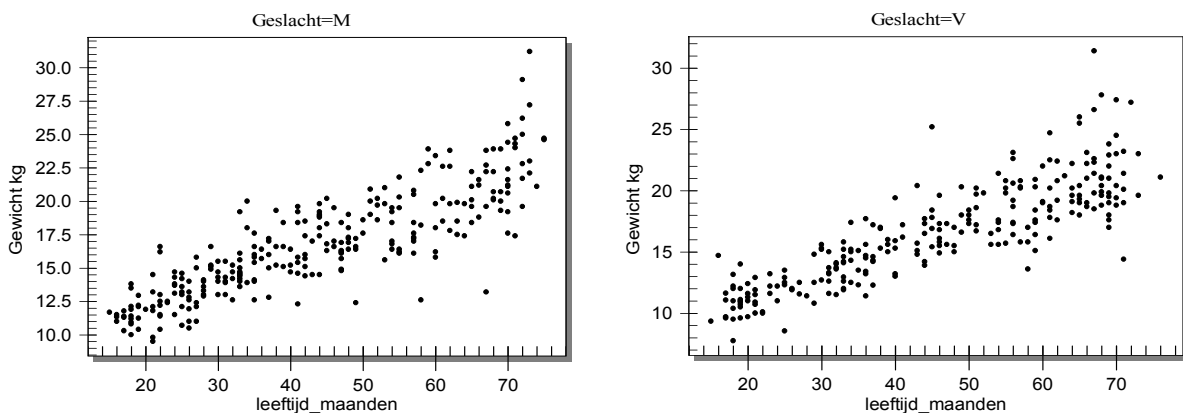 Geslacht=M
Gewicht kg
30.0
27.5
25.0
22.5
20.0
17.5
15.0
12.5
10.0
20 30 40 50 60 70
leeftijd_maanden
Geslacht=V
Gewicht kg
30
20
15
10
20 30 40 50 60 70
leeftijd_maanden